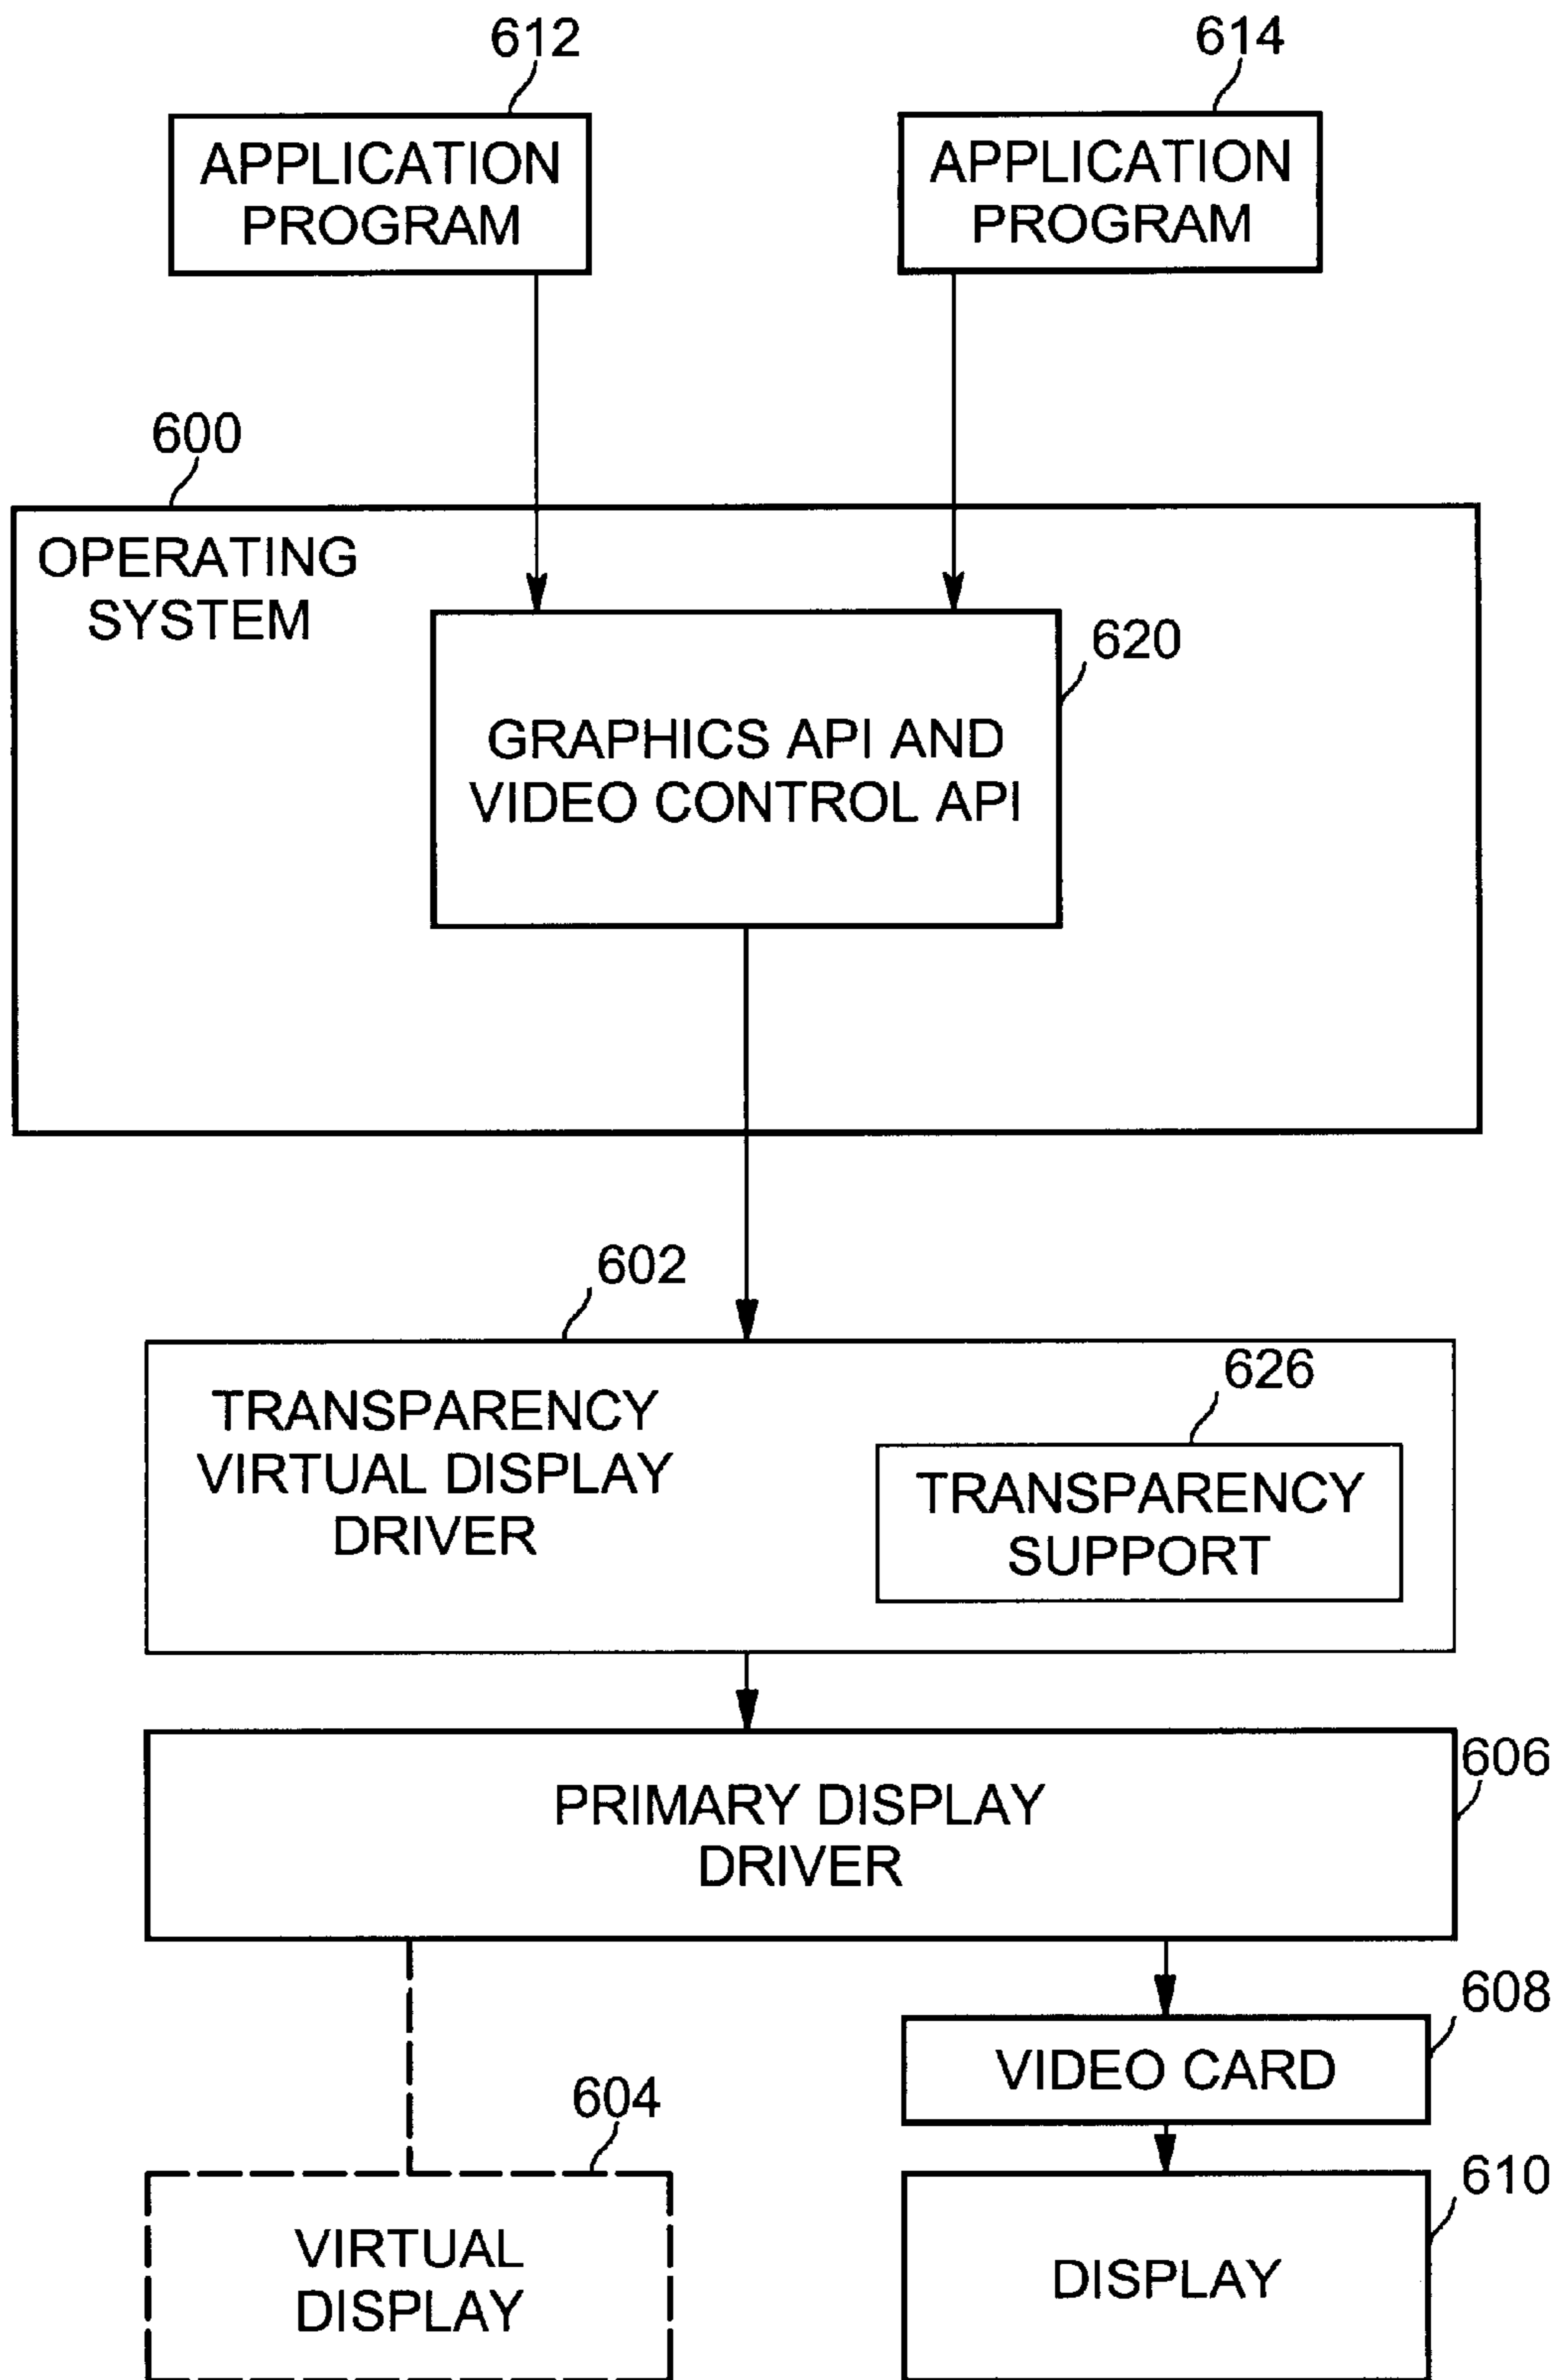 612
614
APPLICATION
PROGRAM
APPLICATION
PROGRAM
600
OPERATING
SYSTEM
620
GRAPHICS API AND
VIDEO CONTROL API
602
626
TRANSPARENCY
VIRTUAL DISPLAY
DRIVER
TRANSPARENCY
SUPPORT
606
PRIMARY DISPLAY
DRIVER
608
VIDEO CARD
604
610
VIRTUAL
DISPLAY
DISPLAY